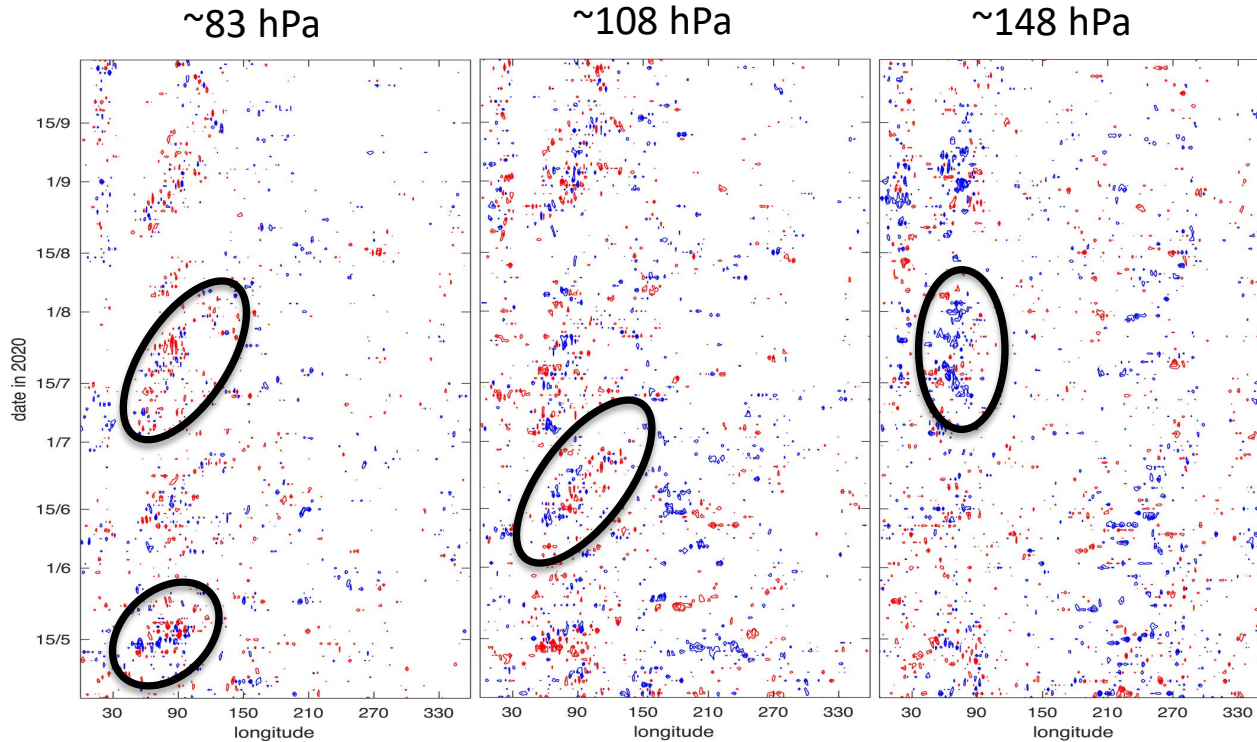 ~83 hPa
~108 hPa
~148 hPa
date in 2020
15/9
1/9
15/8
1/8
15/7
1/7
15/6
1/6
15/5
30 90 150 210 270 330
longitude
30 90 150 210 270 330
longitude
30 90 150 210 270 330
longitude